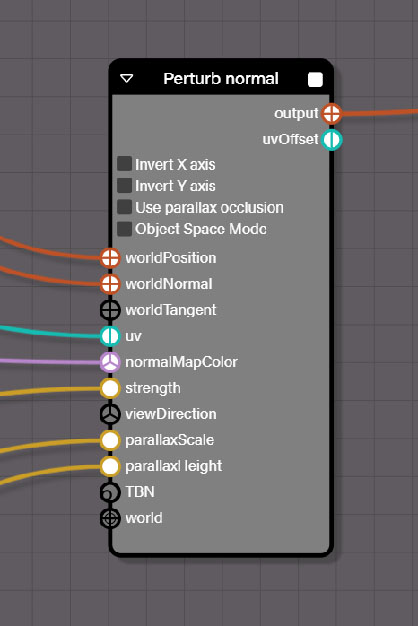 Perturb normal
output
uvOffset
Invert X axis
Invert Y axis
Use parallax occlusion
Object Space Mode
worldPosition
worldNormal
worldTangent
uv
normalMapColor
strength
viewDirection
parallaxScale
parallaxHeight
TBN
world